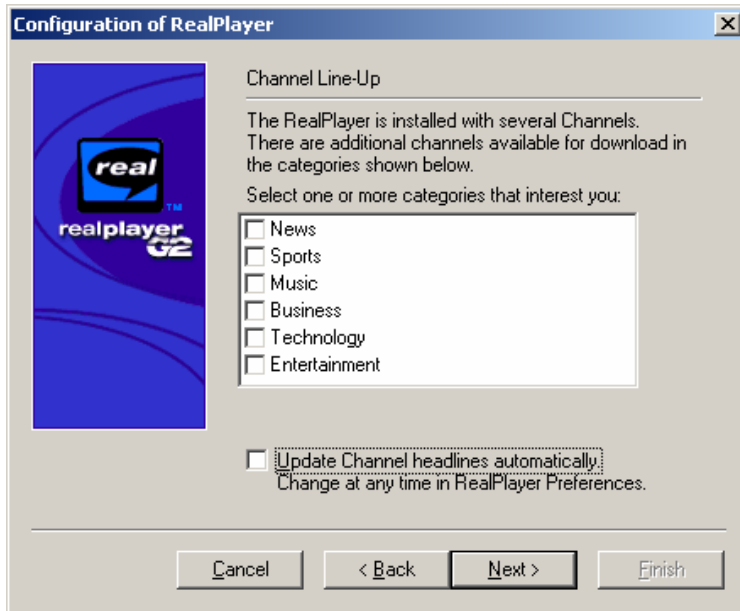 Configuration of RealPlayer
real
TM
realplayer
G2
Channel Line-Up
The RealPlayer is installed with several Channels.
There are additional channels available for download in
the categories shown below.
Select one or more categories that interest you:
News
Sports
Music
Business
Technology
Entertainment
Update Channel headlines automatically.
Change at any time in RealPlayer Preferences.
Cancel
< Back
Next >
Finish